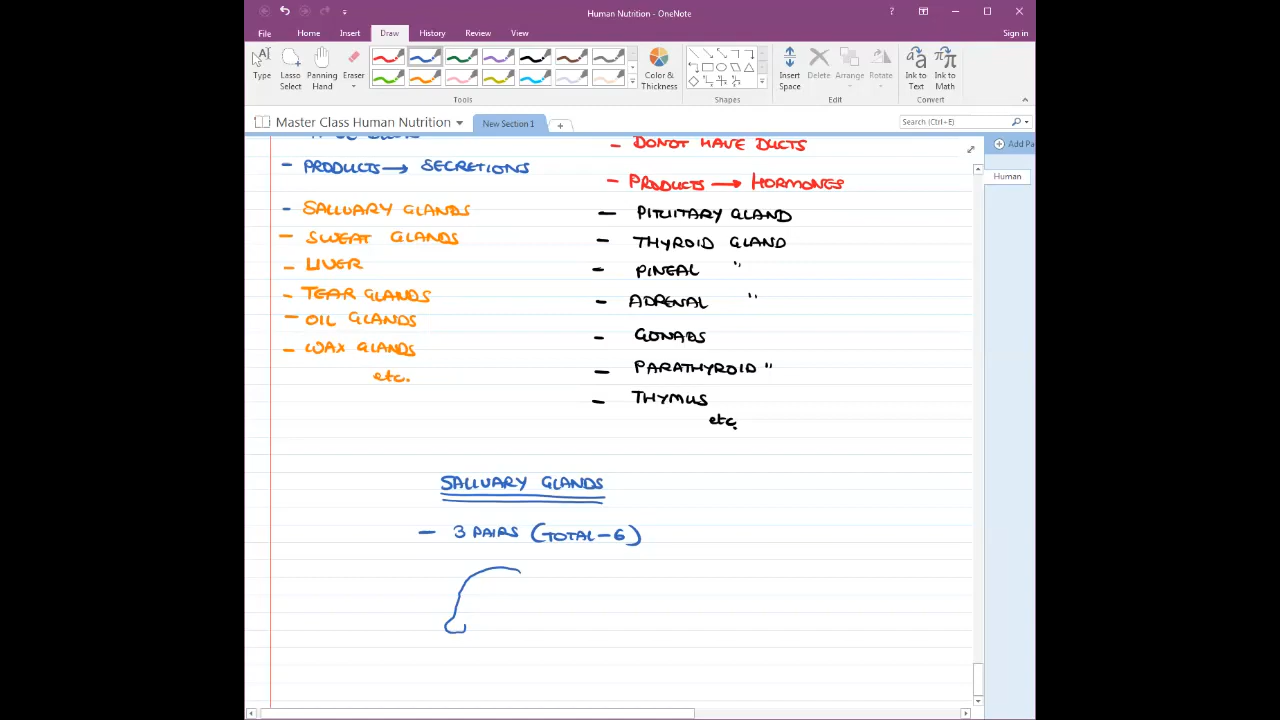 Human Nutrition - OneNote
File Home Insert Draw History Review View Sign in
Type Lasso Select Panning Hand Eraser Color & Thickness Insert Space Delete Arrange Rotate Ink to Text Ink to Math
Tools Shapes Edit Convert
Master Class Human Nutrition New Section 1 Search (Ctrl+E)
Add Pa
Human
- PRODUCTS → SECRETIONS
- SALIVARY GLANDS
- SWEAT GLANDS
- LIVER
- TEAR GLANDS
- OIL GLANDS
- WAX GLANDS
etc.
- DONOT HAVE DUCTS
- PRODUCTS → HORMONES
- PITUITARY GLAND
- THYROID GLAND
- PINEAL "
- ADRENAL "
- GONADS
- PARATHYROID "
- THYMUS
etc.
SALIVARY GLANDS
- 3 PAIRS (TOTAL-6)